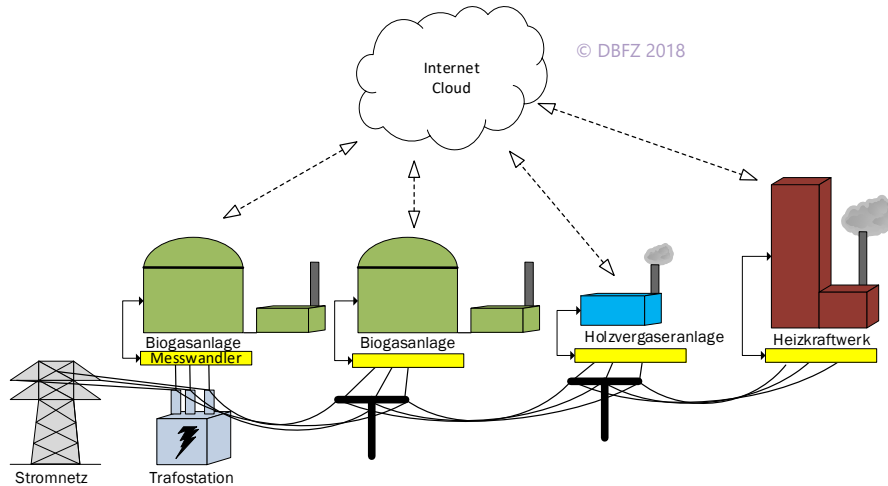 © DBFZ 2018
Internet
Cloud
Biogasanlage
Messwandler
Biogasanlage
Holzvergaseranlage
Heizkraftwerk
Stromnetz
Trafostation